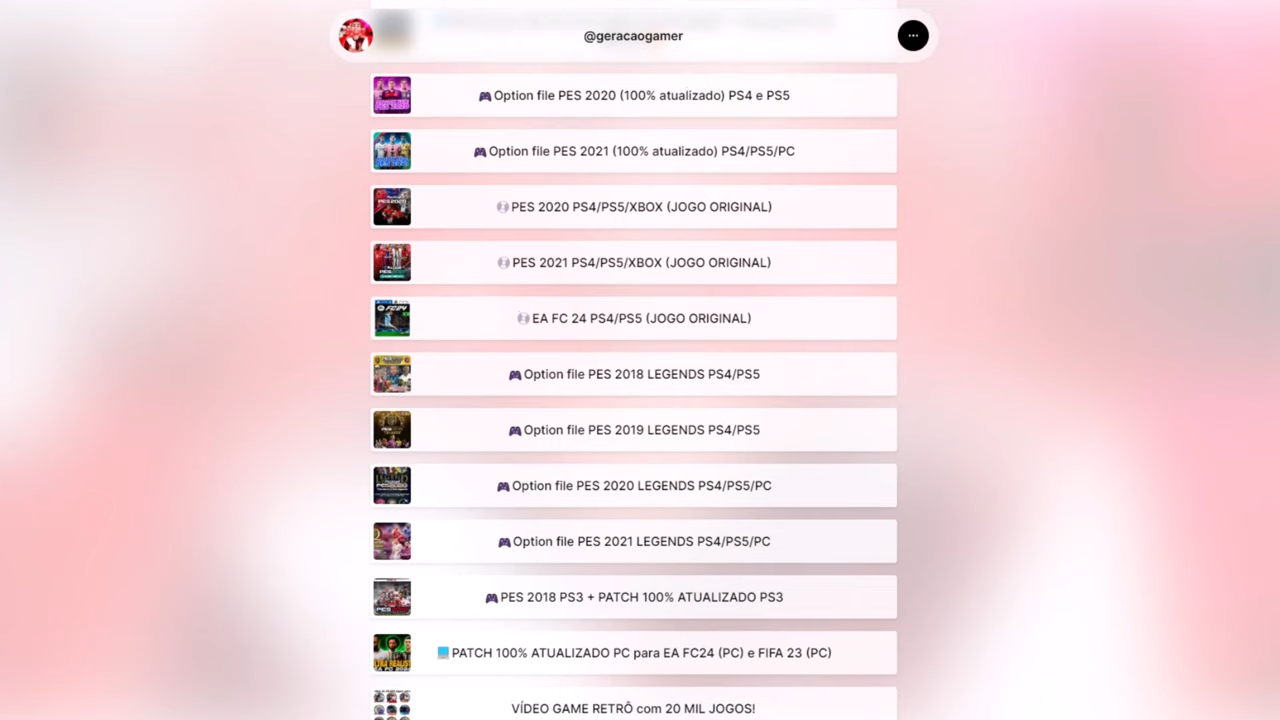 @geracaogamer
Option file PES 2020 (100% atualizado) PS4 e PS5
Option file PES 2021 (100% atualizado) PS4/PS5/PC
PES 2020 PS4/PS5/XBOX (JOGO ORIGINAL)
PES 2021 PS4/PS5/XBOX (JOGO ORIGINAL)
EA FC 24 PS4/PS5 (JOGO ORIGINAL)
Option file PES 2018 LEGENDS PS4/PS5
Option file PES 2019 LEGENDS PS4/PS5
Option file PES 2020 LEGENDS PS4/PS5/PC
Option file PES 2021 LEGENDS PS4/PS5/PC
PES 2018 PS3 + PATCH 100% ATUALIZADO PS3
PATCH 100% ATUALIZADO PC para EA FC24 (PC) e FIFA 23 (PC)
VÍDEO GAME RETRÔ com 20 MIL JOGOS!